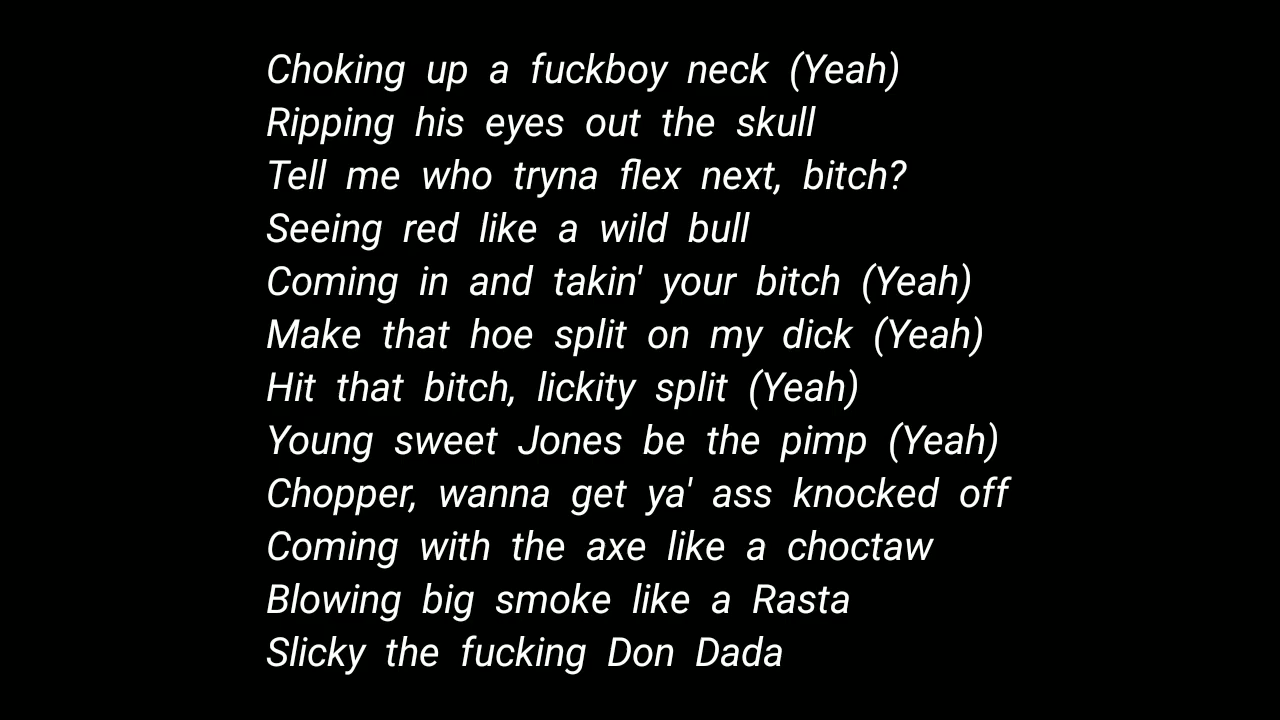 Choking up a fuckboy neck (Yeah)
Ripping his eyes out the skull
Tell me who tryna flex next, bitch?
Seeing red like a wild bull
Coming in and takin' your bitch (Yeah)
Make that hoe split on my dick (Yeah)
Hit that bitch, lickity split (Yeah)
Young sweet Jones be the pimp (Yeah)
Chopper, wanna get ya' ass knocked off
Coming with the axe like a choctaw
Blowing big smoke like a Rasta
Slicky the fucking Don Dada